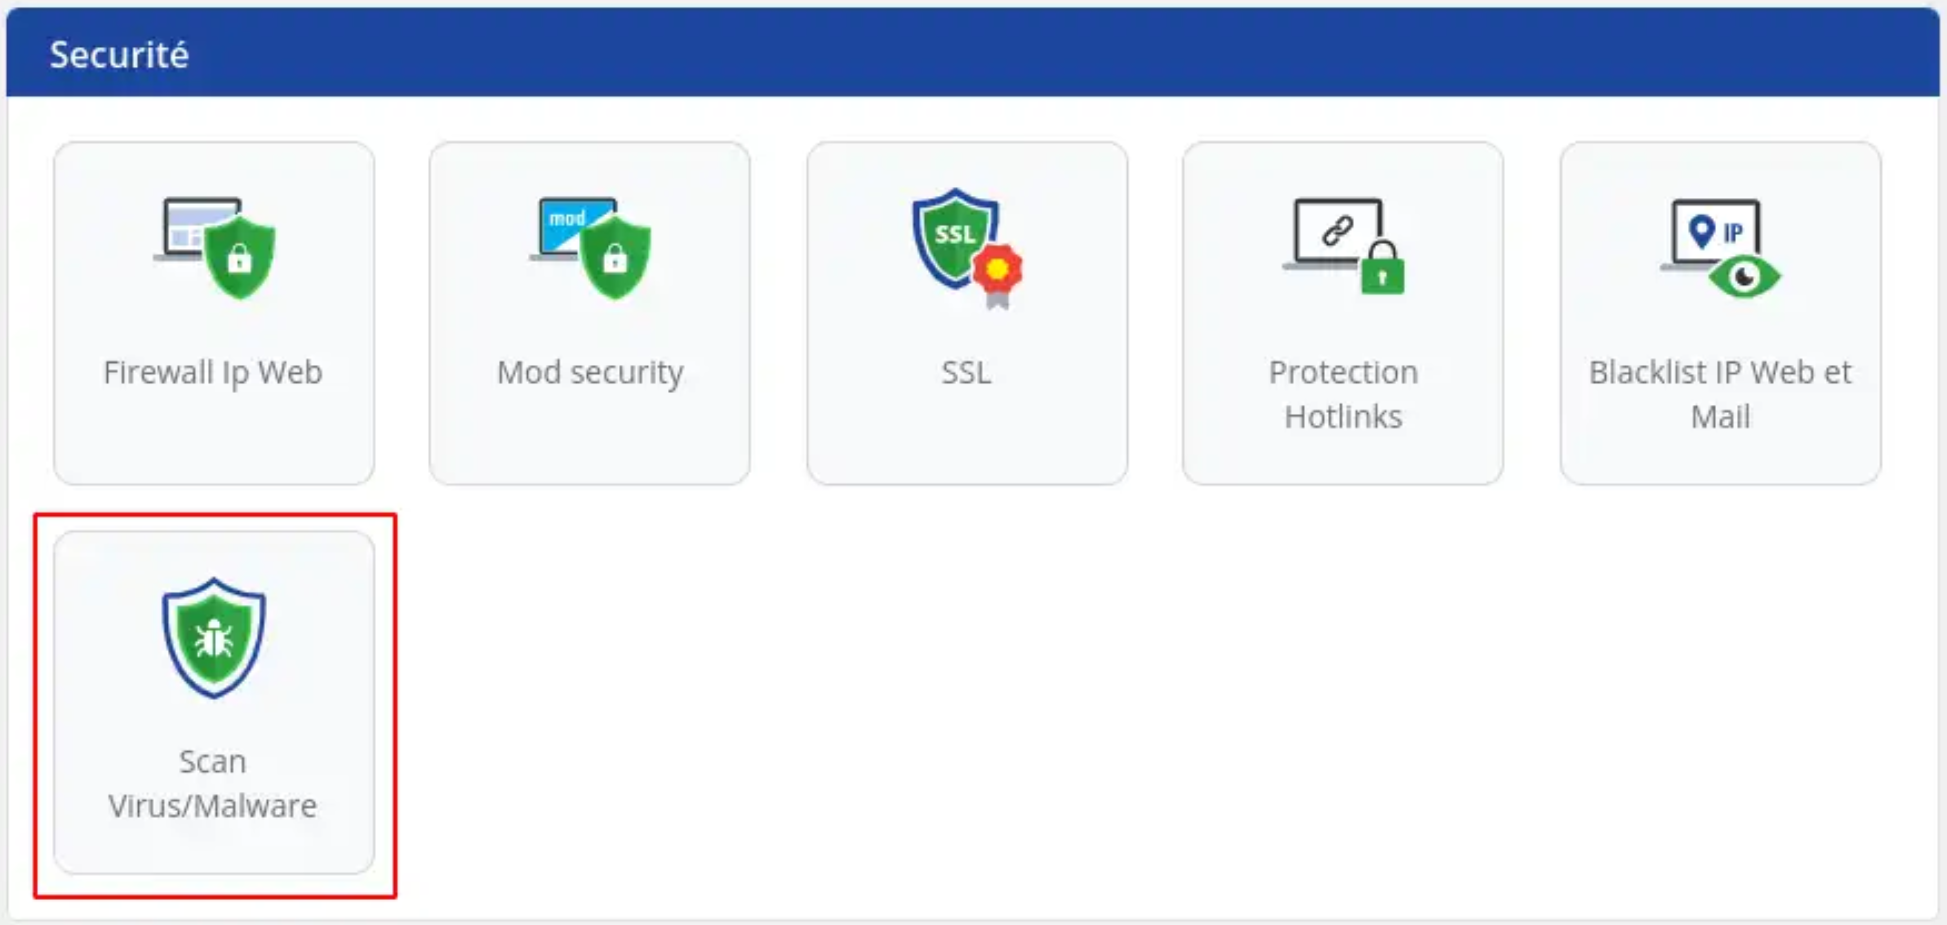 Securité
mod
SSL
IP
Firewall Ip Web
Mod security
SSL
Protection
Hotlinks
Blacklist IP Web et
Mail
Scan
Virus/Malware